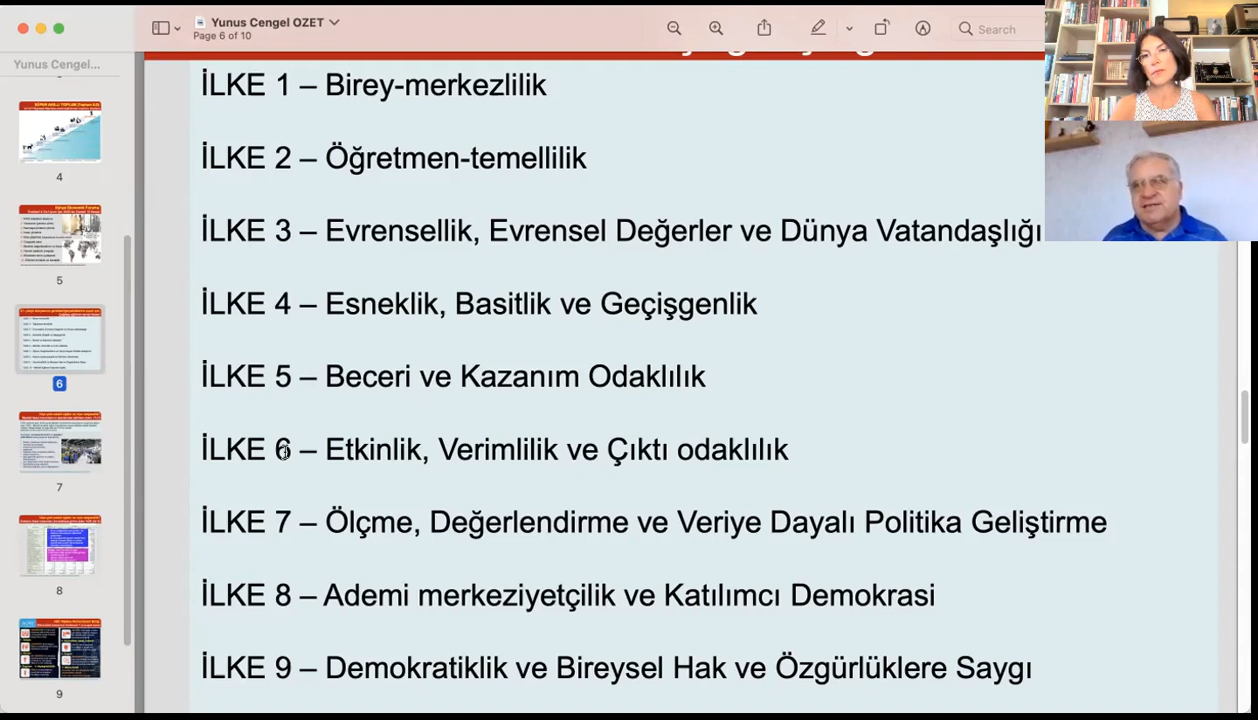 Yunus Cengel OZET
Page 6 of 10
Search
Yunus Cengel...
4
5
6
7
8
9
İLKE 1 – Birey-merkezlilik
İLKE 2 – Öğretmen-temellilik
İLKE 3 – Evrensellik, Evrensel Değerler ve Dünya Vatandaşlığı
İLKE 4 – Esneklik, Basitlik ve Geçişgenlik
İLKE 5 – Beceri ve Kazanım Odaklılık
İLKE 6 – Etkinlik, Verimlilik ve Çıktı odaklılık
İLKE 7 – Ölçme, Değerlendirme ve Veriye Dayalı Politika Geliştirme
İLKE 8 – Ademi merkeziyetçilik ve Katılımcı Demokrasi
İLKE 9 – Demokratiklik ve Bireysel Hak ve Özgürlüklere Saygı